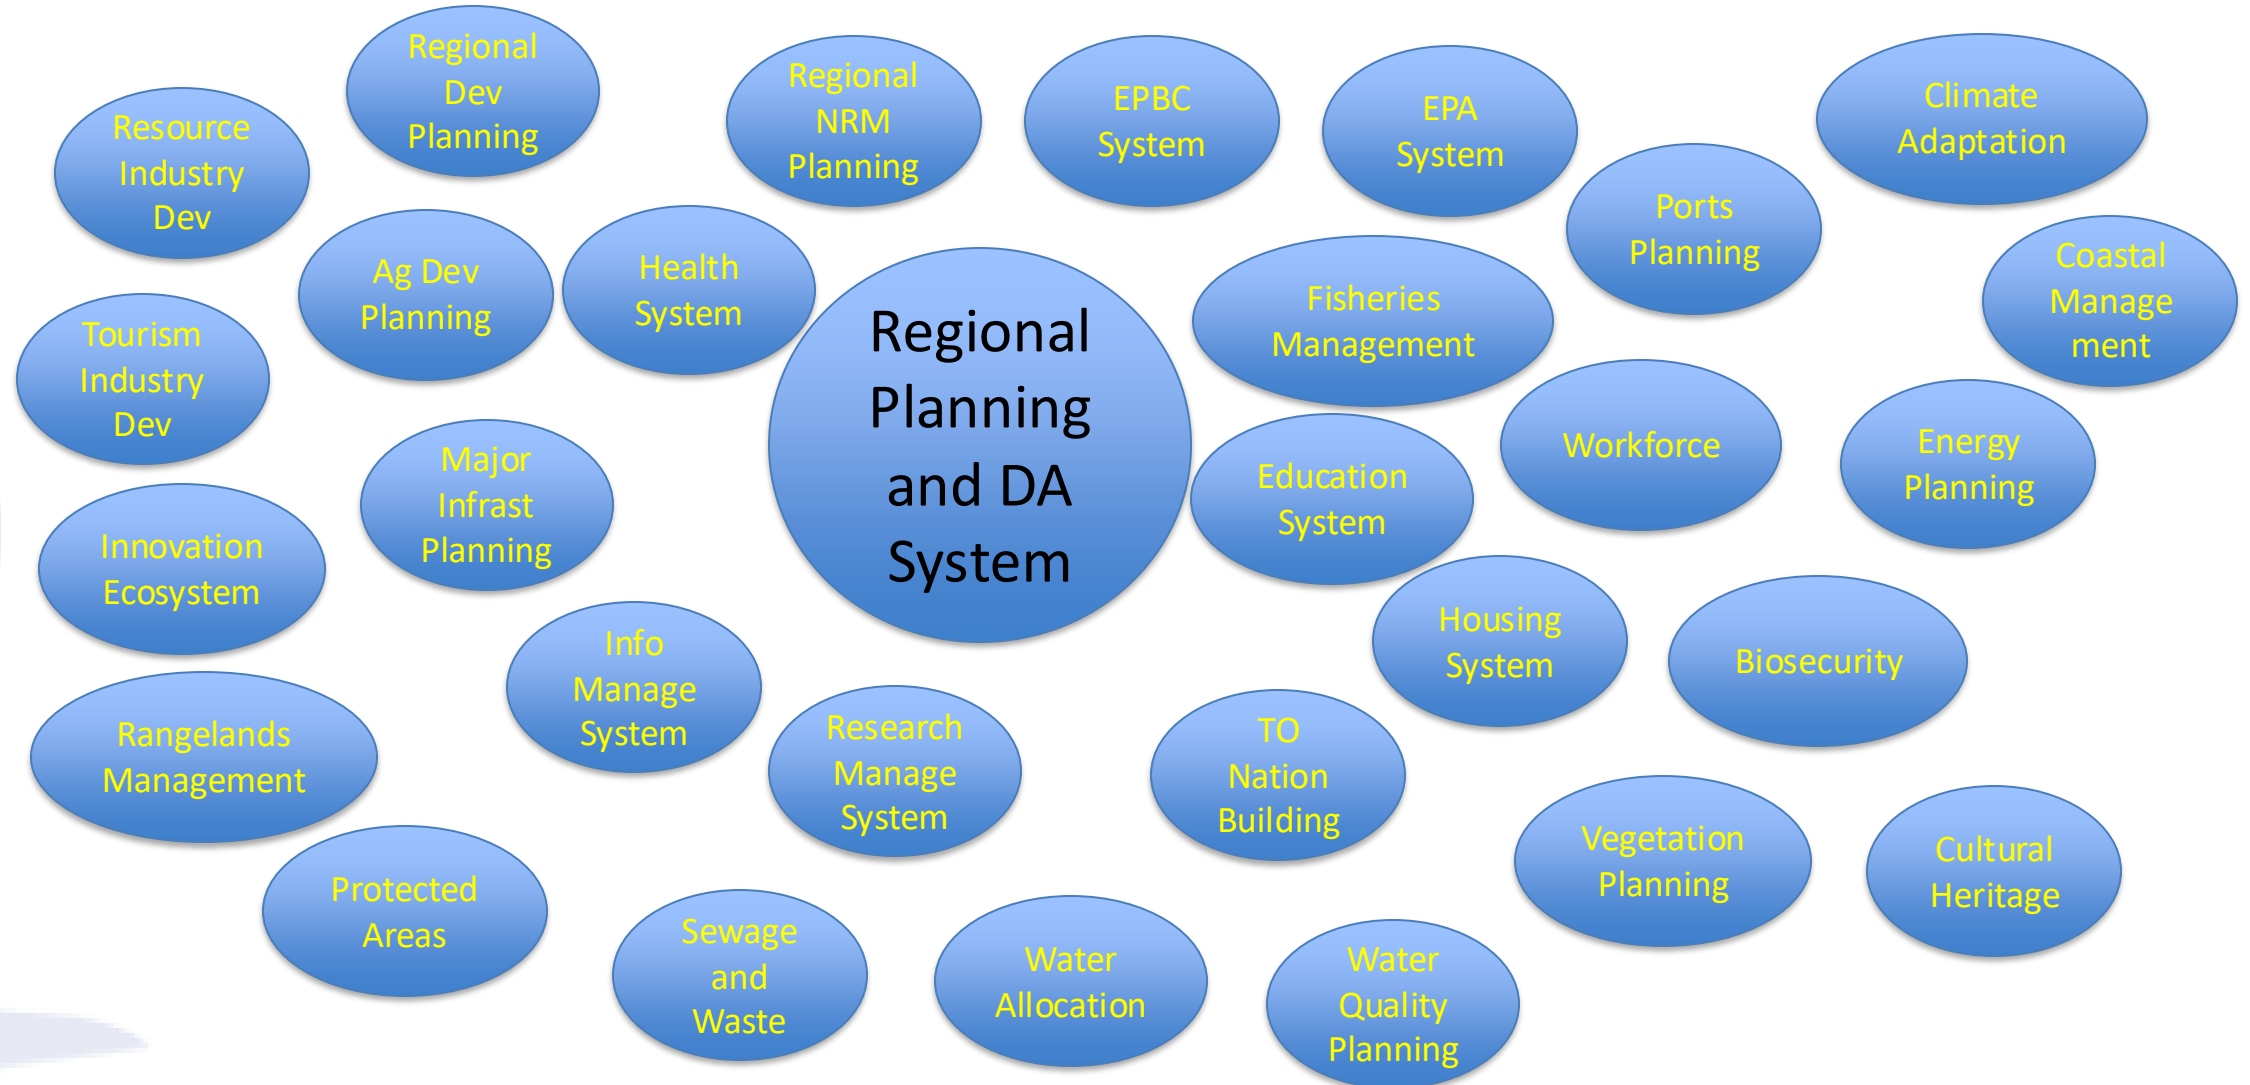 Regional
Dev
Planning
Resource
Industry
Dev
Regional
NRM
Planning
EPBC
System
EPA
System
Climate
Adaptation
Ports
Planning
Ag Dev
Planning
Health
System
Coastal
Manage
ment
Tourism
Industry
Dev
Regional
Planning
and DA
System
Fisheries
Management
Workforce
Energy
Planning
Major
Infrast
Planning
Education
System
Innovation
Ecosystem
Housing
System
Biosecurity
Info
Manage
System
Rangelands
Management
Research
Manage
System
TO
Nation
Building
Vegetation
Planning
Cultural
Heritage
Protected
Areas
Sewage
and
Waste
Water
Allocation
Water
Quality
Planning